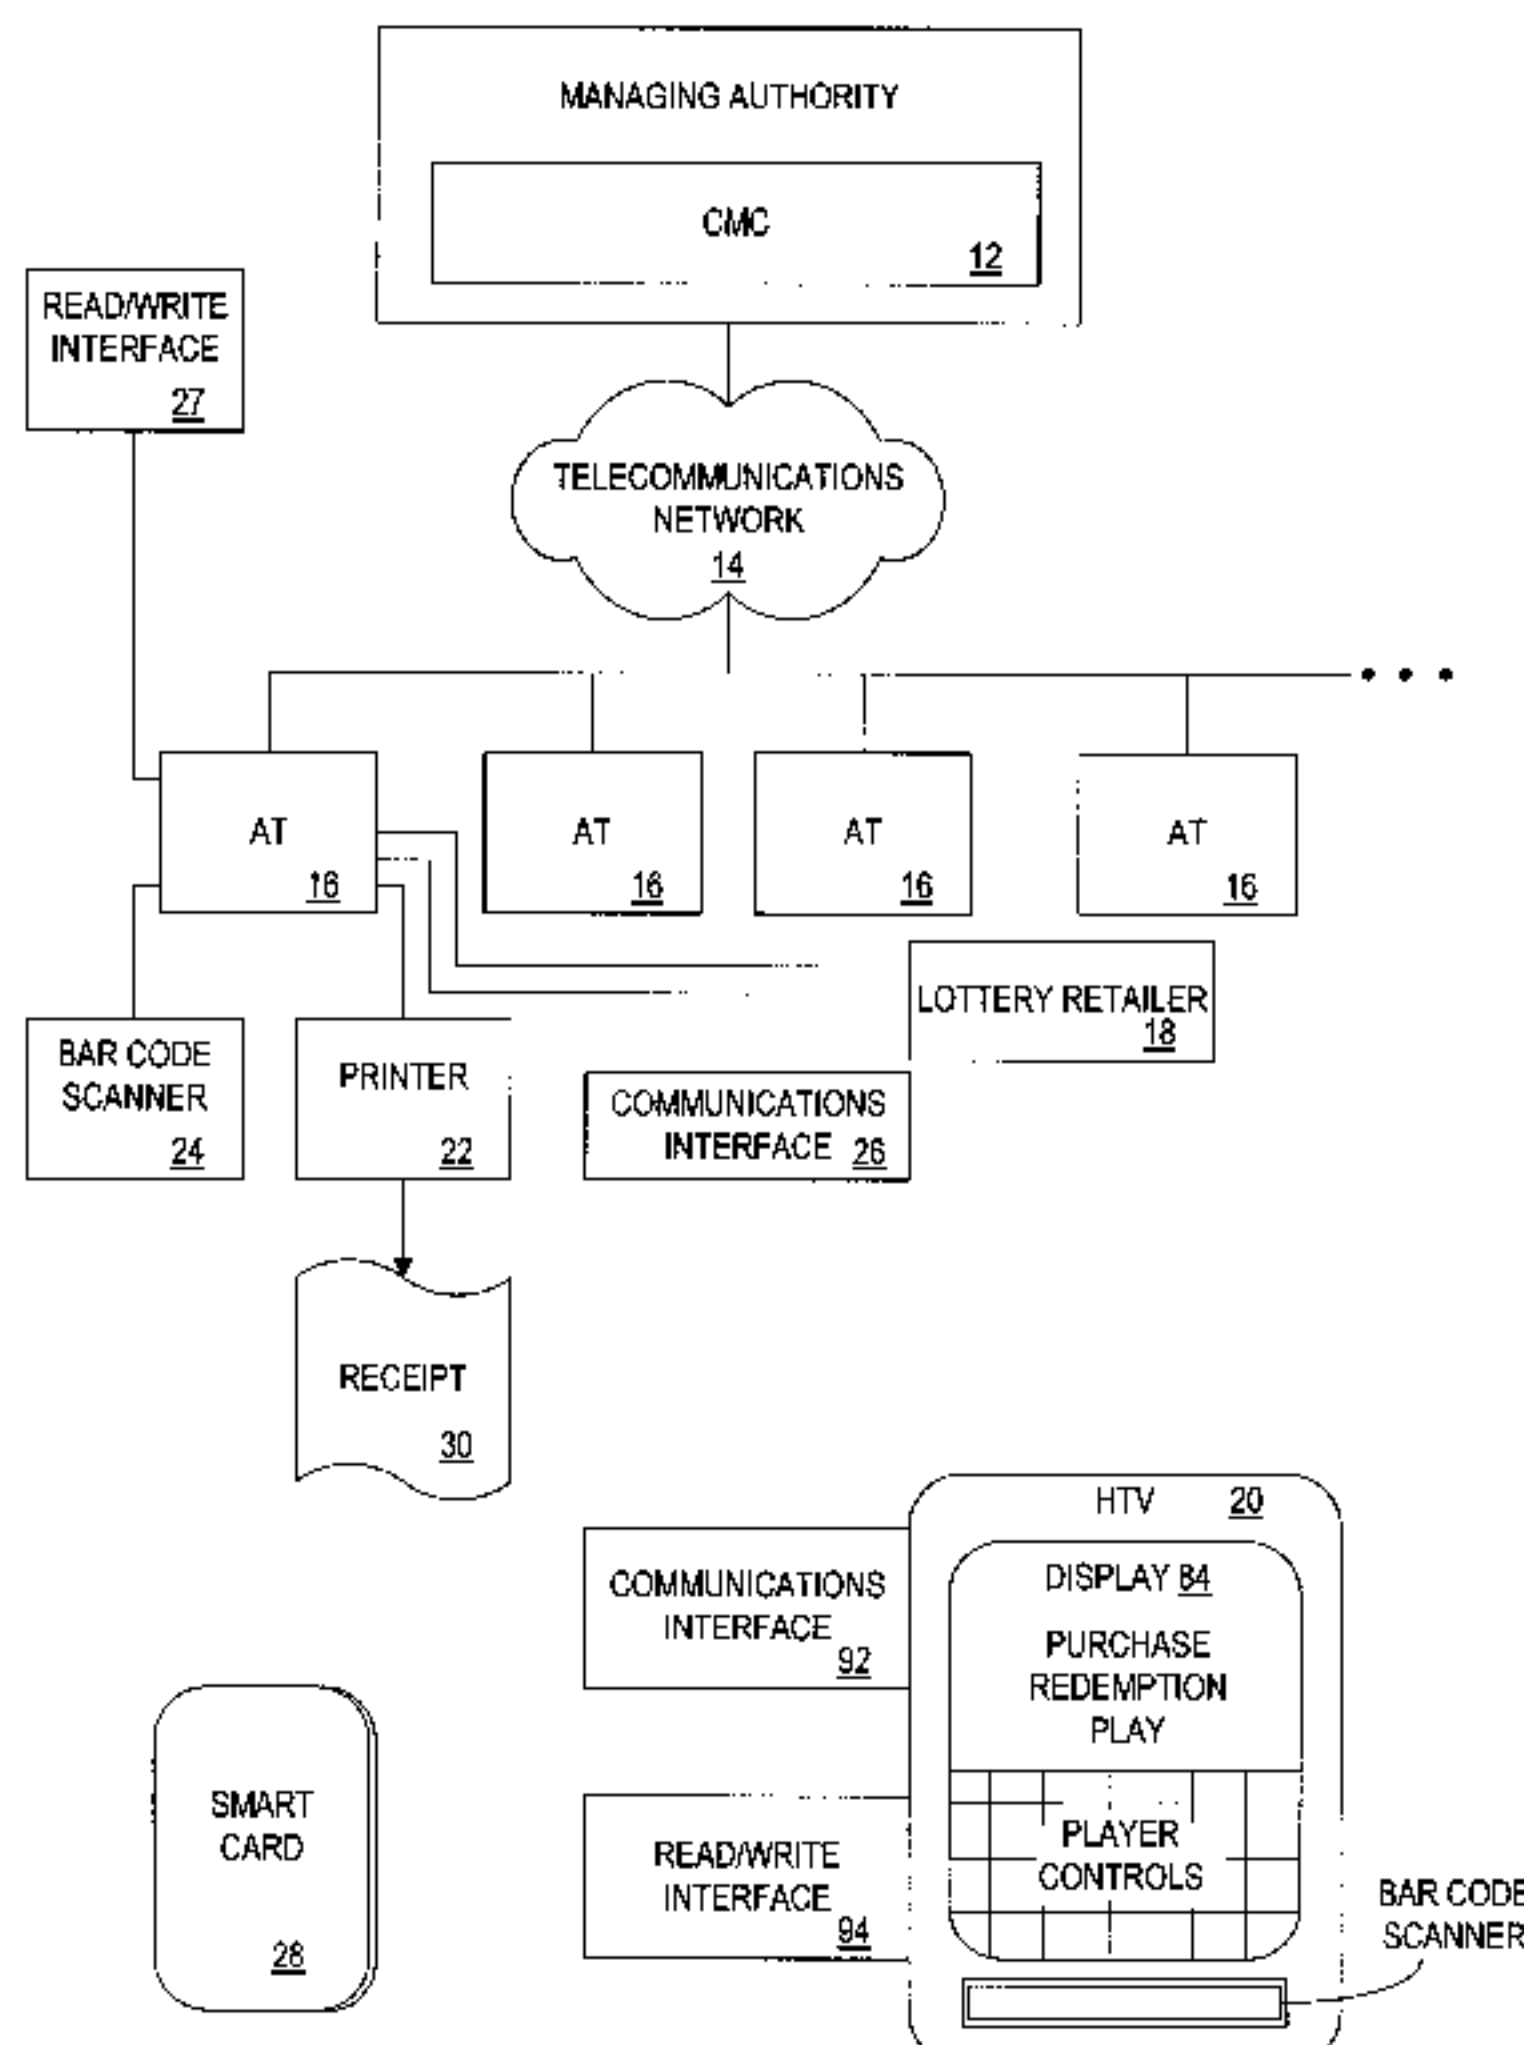 MANAGING AUTHORITY
CMC
12
READ/WRITE
INTERFACE
27
TELECOMMUNICATIONS
NETWORK
14
AT
16
AT
16
AT
16
AT
16
LOTTERY RETAILER
18
BAR CODE
SCANNER
24
PRINTER
22
COMMUNICATIONS
INTERFACE 26
RECEIPT
30
HTV 20
DISPLAY 84
PURCHASE
REDEMPTION
PLAY
COMMUNICATIONS
INTERFACE
92
SMART
CARD
28
READ/WRITE
INTERFACE
94
PLAYER
CONTROLS
BAR CODE
SCANNER